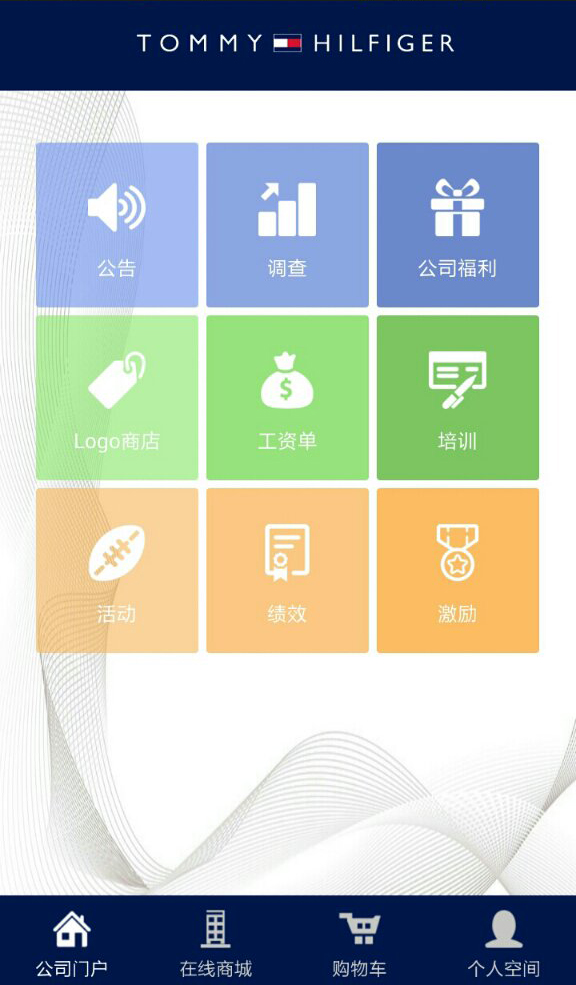 TOMMY HILFIGER
公告
调查
公司福利
Logo商店
工资单
培训
活动
绩效
激励
公司门户
在线商城
购物车
个人空间